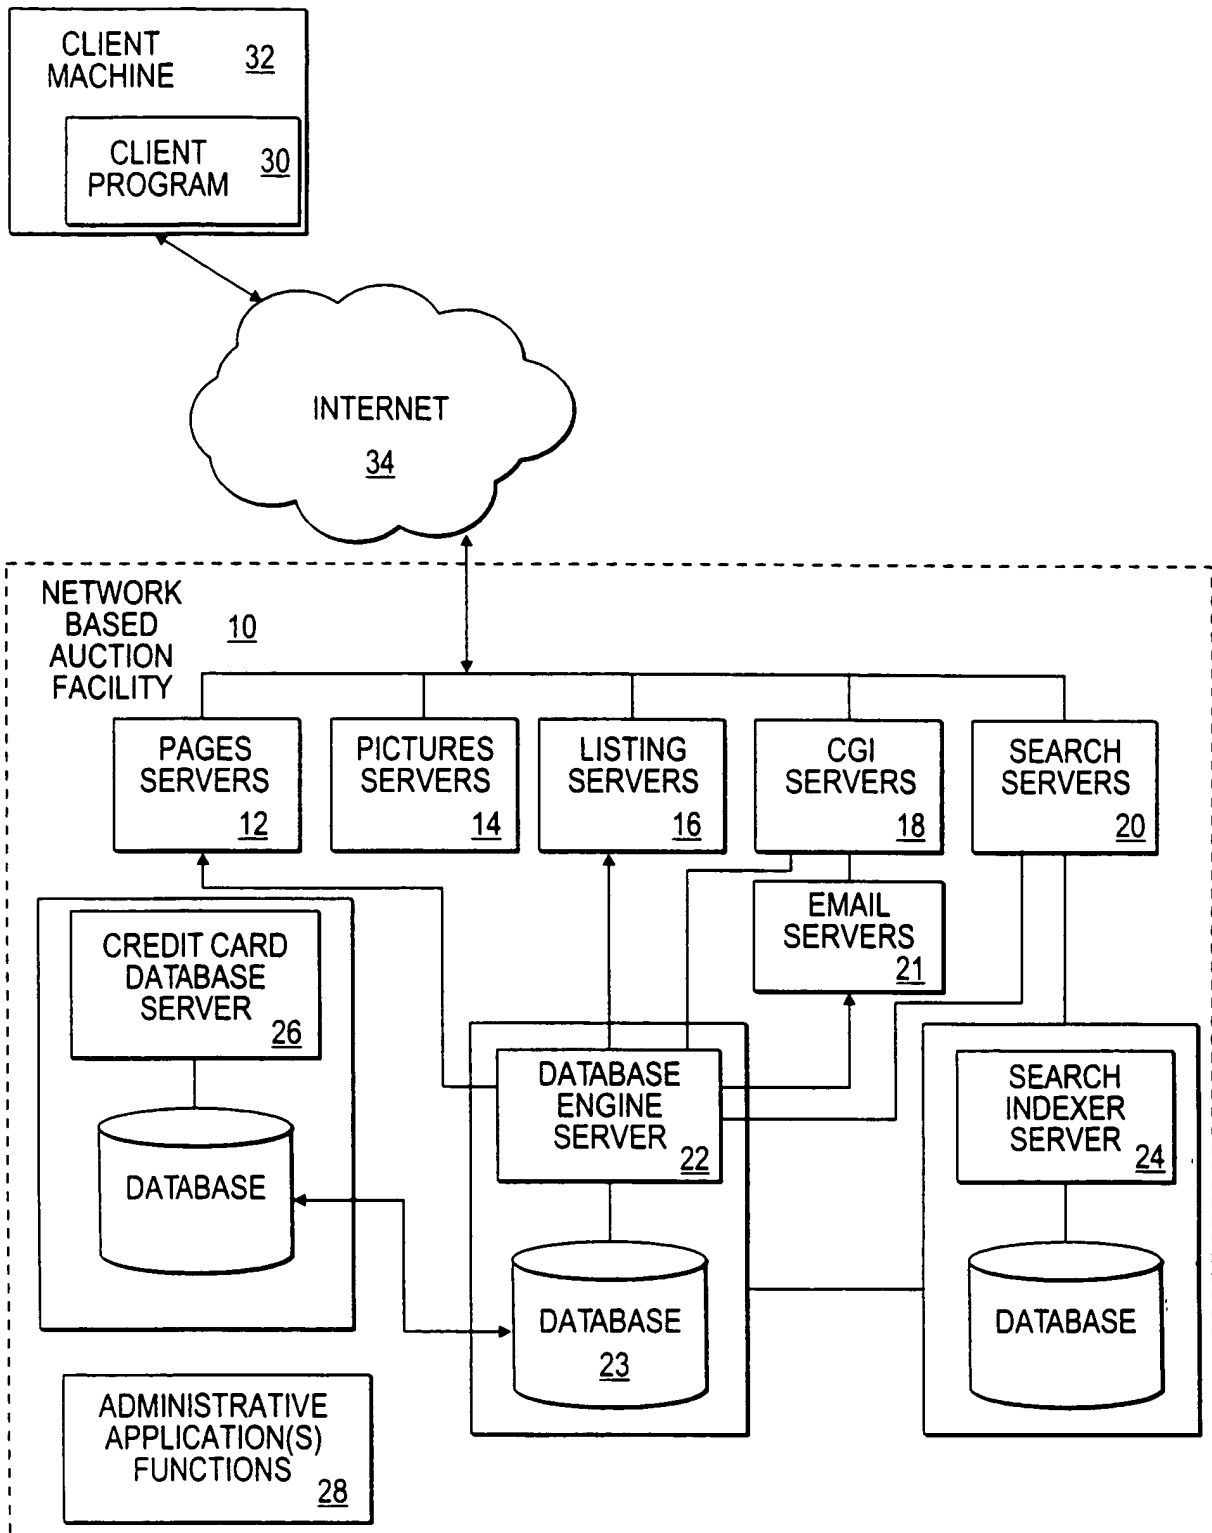 CLIENT
MACHINE
32
CLIENT
PROGRAM
30
INTERNET
34
NETWORK
BASED
AUCTION
FACILITY
10
PAGES
SERVERS
12
PICTURES
SERVERS
14
LISTING
SERVERS
16
CGI
SERVERS
18
SEARCH
SERVERS
20
EMAIL
SERVERS
21
CREDIT CARD
DATABASE
SERVER
26
DATABASE
ENGINE
SERVER
22
SEARCH
INDEXER
SERVER
24
DATABASE
DATABASE
23
DATABASE
ADMINISTRATIVE
APPLICATION(S)
FUNCTIONS
28